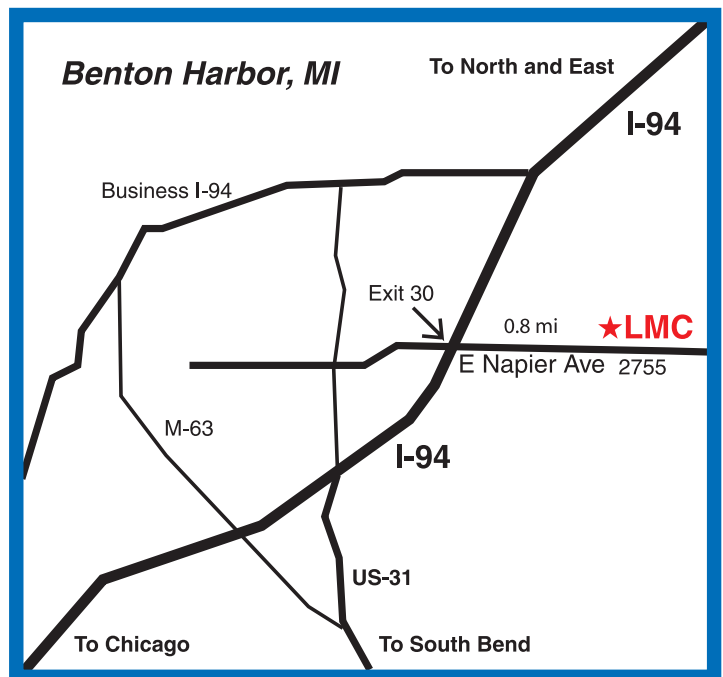 Benton Harbor, MI
To North and East
I-94
Business I-94
Exit 30
0.8 mi
★LMC
E Napier Ave 2755
M-63
I-94
US-31
To Chicago
To South Bend